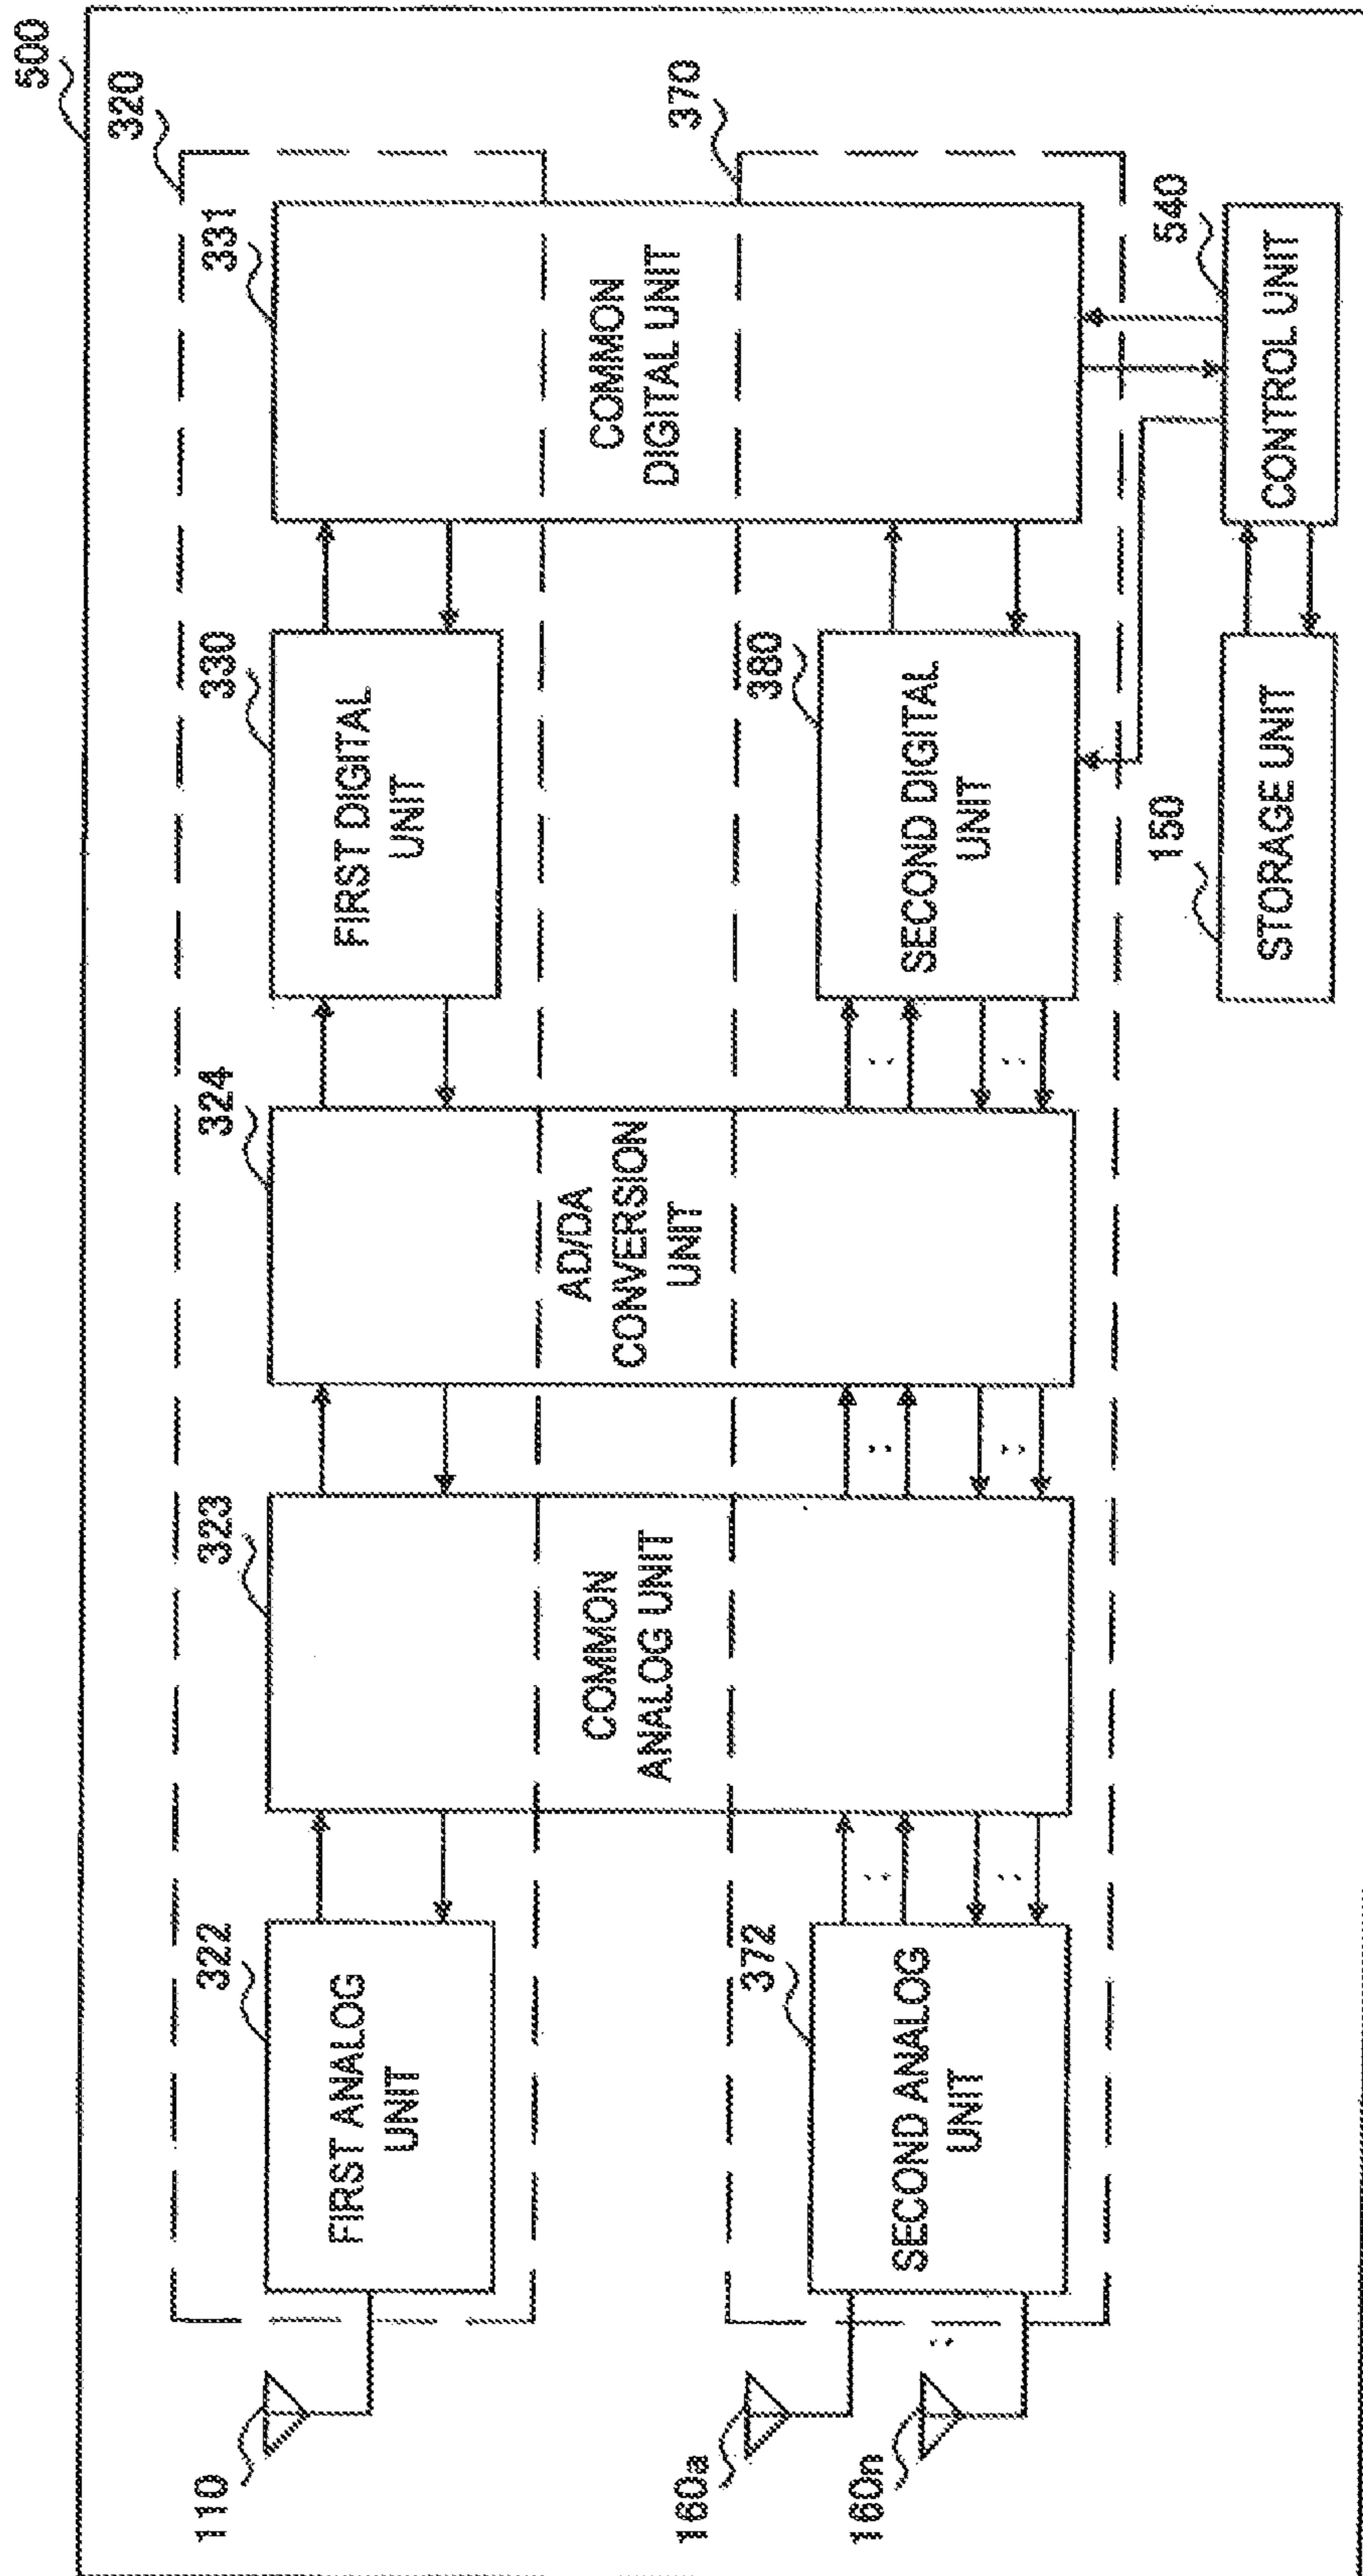 500
320
110
322
FIRST ANALOG
UNIT
323
COMMON
ANALOG UNIT
324
AD/DA
CONVERSION
UNIT
330
FIRST DIGITAL
UNIT
331
COMMON
DIGITAL UNIT
370
160a
160n
372
SECOND ANALOG
UNIT
380
SECOND DIGITAL
UNIT
150
STORAGE UNIT
540
CONTROL UNIT